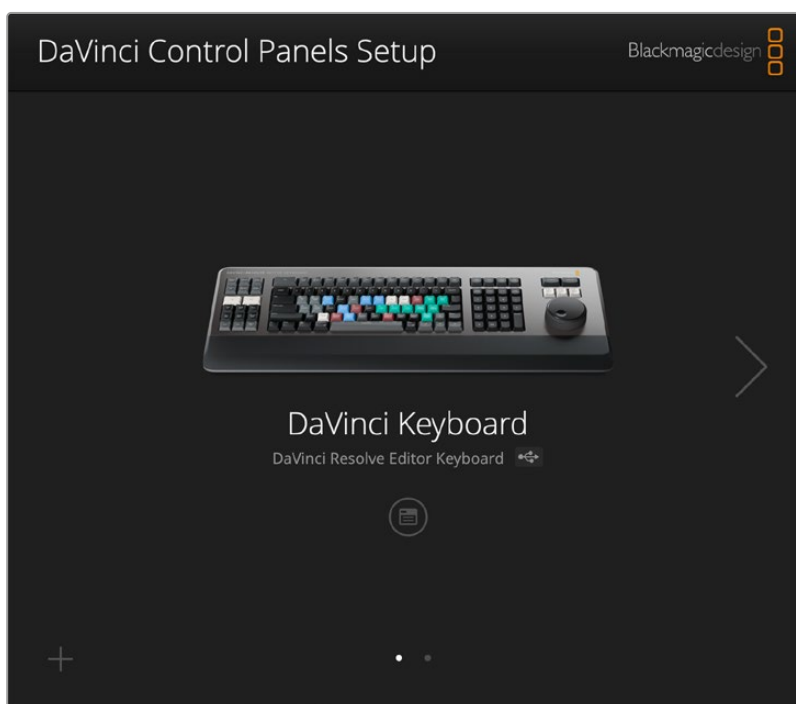 DaVinci Control Panels Setup
Blackmagicdesign
DaVinci Keyboard
DaVinci Resolve Editor Keyboard